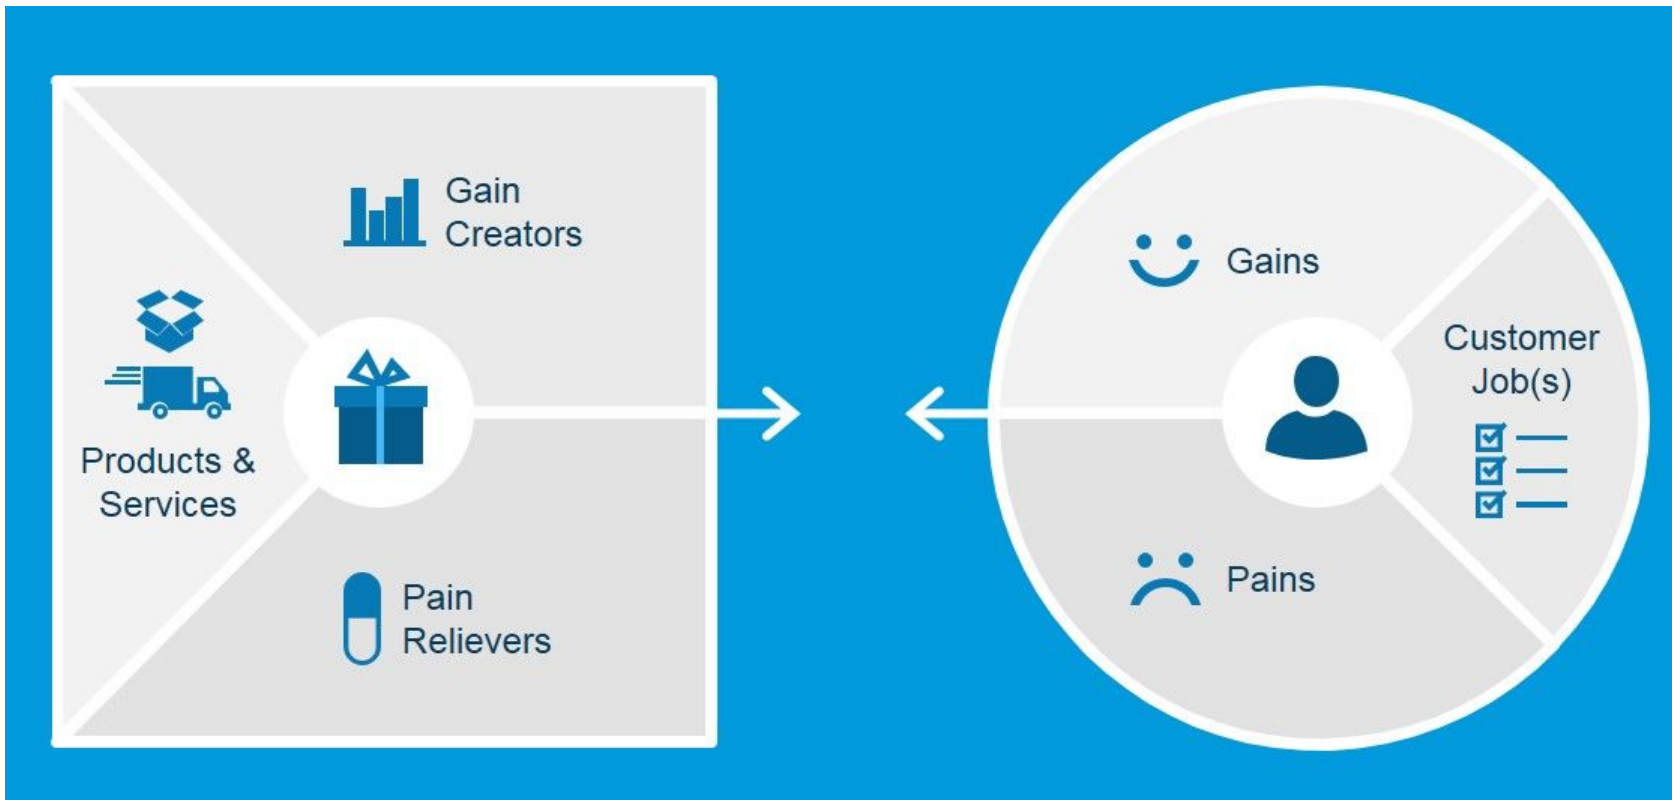 Gain
Creators
Products &
Services
Pain
Relievers
Gains
Customer
Job(s)
Pains